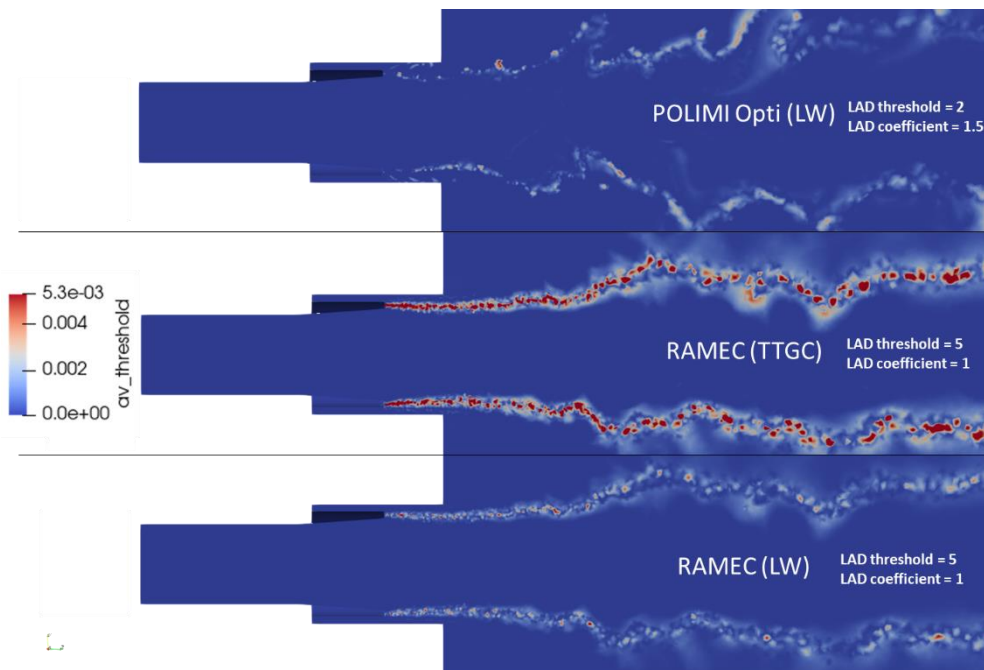 POLIMI Opti (LW)
LAD threshold = 2
LAD coefficient = 1.5
5.3e-03
0.004
0.002
0.0e+00
av_threshold
RAMEC (TTGC)
LAD threshold = 5
LAD coefficient = 1
RAMEC (LW)
LAD threshold = 5
LAD coefficient = 1